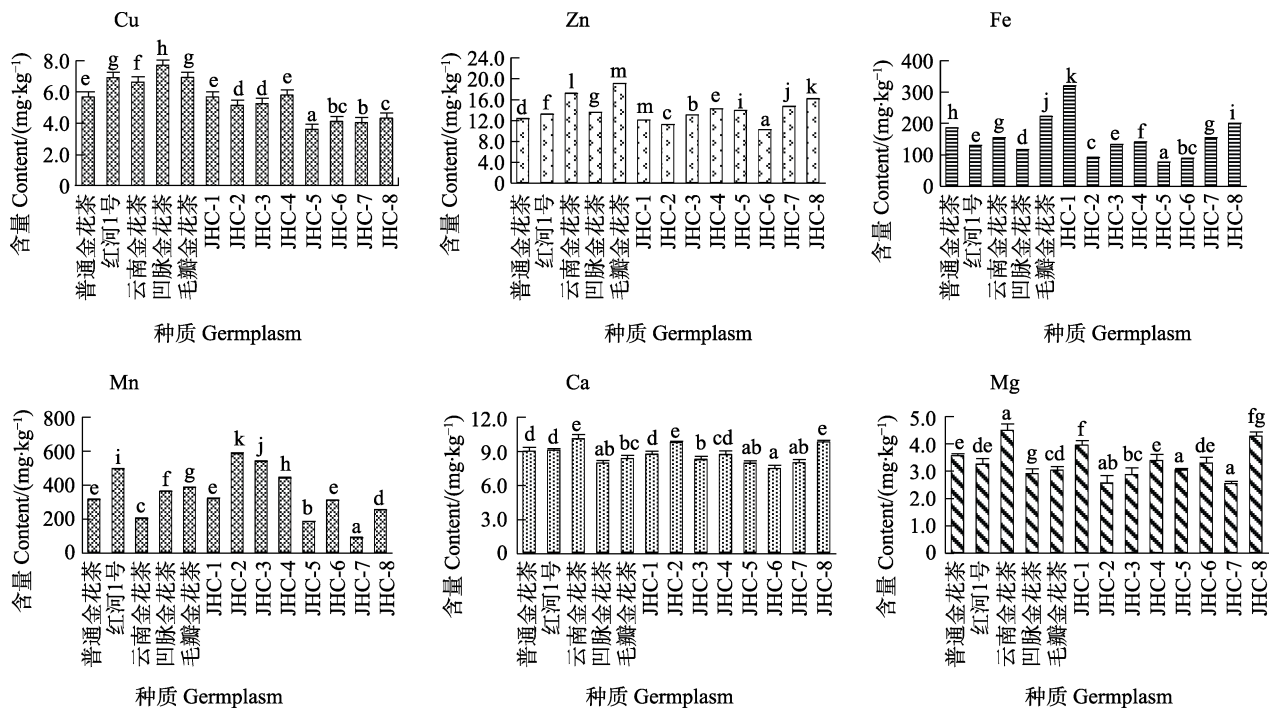 Cu
含量 Content/(mg·kg⁻¹)
8.0
6.0
4.0
2.0
0
e g f h g e d d e a bc b c
普通金花茶 红河1号 云南金花茶 凹脉金花茶 毛瓣金花茶 JHC-1 JHC-2 JHC-3 JHC-4 JHC-5 JHC-6 JHC-7 JHC-8
种质 Germplasm
Zn
含量 Content/(mg·kg⁻¹)
24.0
20.0
16.0
12.0
8.0
4.0
0
d f l g m m c b e i a j k
普通金花茶 红河1号 云南金花茶 凹脉金花茶 毛瓣金花茶 JHC-1 JHC-2 JHC-3 JHC-4 JHC-5 JHC-6 JHC-7 JHC-8
种质 Germplasm
Fe
含量 Content/(mg·kg⁻¹)
400
300
200
100
0
h e g d j k c e f a bc g i
普通金花茶 红河1号 云南金花茶 凹脉金花茶 毛瓣金花茶 JHC-1 JHC-2 JHC-3 JHC-4 JHC-5 JHC-6 JHC-7 JHC-8
种质 Germplasm
Mn
含量 Content/(mg·kg⁻¹)
800
600
400
200
0
e i c f g e k j h b e a d
普通金花茶 红河1号 云南金花茶 凹脉金花茶 毛瓣金花茶 JHC-1 JHC-2 JHC-3 JHC-4 JHC-5 JHC-6 JHC-7 JHC-8
种质 Germplasm
Ca
含量 Content/(mg·kg⁻¹)
12.0
9.0
6.0
3.0
0
d d e ab bc d e b cd ab a ab e
普通金花茶 红河1号 云南金花茶 凹脉金花茶 毛瓣金花茶 JHC-1 JHC-2 JHC-3 JHC-4 JHC-5 JHC-6 JHC-7 JHC-8
种质 Germplasm
Mg
含量 Content/(mg·kg⁻¹)
5.0
4.0
3.0
2.0
1.0
0
e de a g cd f ab bc e a de a fg
普通金花茶 红河1号 云南金花茶 凹脉金花茶 毛瓣金花茶 JHC-1 JHC-2 JHC-3 JHC-4 JHC-5 JHC-6 JHC-7 JHC-8
种质 Germplasm